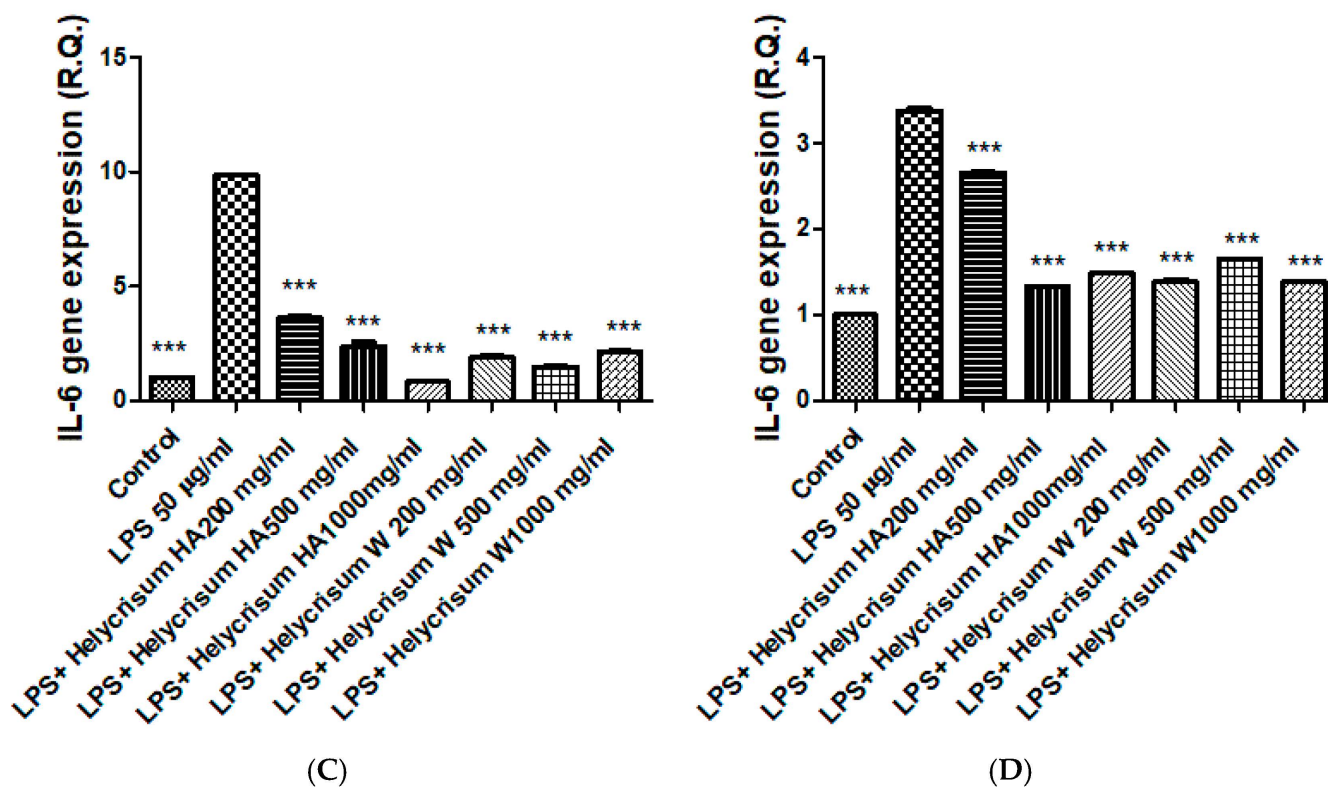 IL-6 gene expression (R.Q.)
15
10
5
0
***
***
***
***
***
***
***
Control
LPS 50 μg/ml
LPS+ Helycrisum HA200 mg/ml
LPS+ Helycrisum HA500 mg/ml
LPS+ Helycrisum HA1000mg/ml
LPS+ Helycrisum W 200 mg/ml
LPS+ Helycrisum W 500 mg/ml
LPS+ Helycrisum W1000 mg/ml
(C)
IL-6 gene expression (R.Q.)
4
3
2
1
0
***
***
***
***
***
***
***
Control
LPS 50 μg/ml
LPS+ Helycrisum HA200 mg/ml
LPS+ Helycrisum HA500 mg/ml
LPS+ Helycrisum HA1000mg/ml
LPS+ Helycrisum W 200 mg/ml
LPS+ Helycrisum W 500 mg/ml
LPS+ Helycrisum W1000 mg/ml
(D)